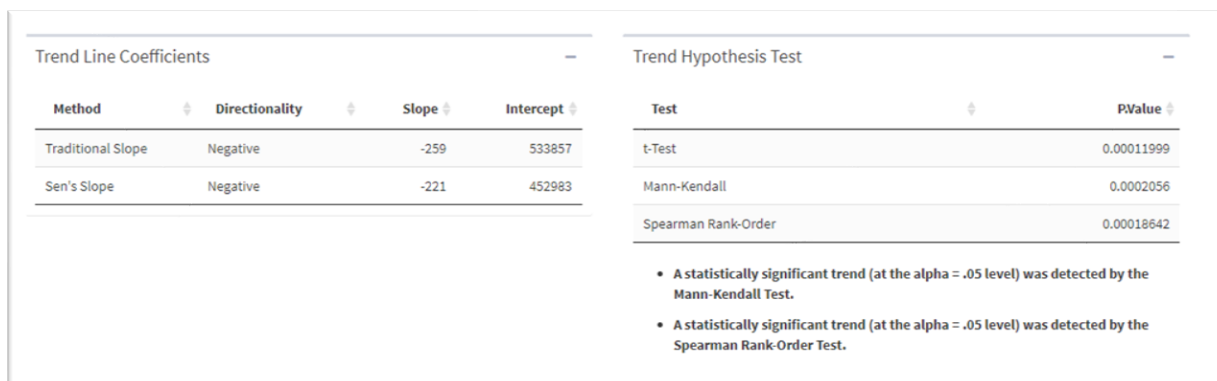 Trend Line Coefficients
Method Directionality Slope Intercept
Traditional Slope Negative -259 533857
Sen's Slope Negative -221 452983
Trend Hypothesis Test
Test P.Value
t-Test 0.00011999
Mann-Kendall 0.0002056
Spearman Rank-Order 0.00018642
• A statistically significant trend (at the alpha = .05 level) was detected by the
Mann-Kendall Test.
• A statistically significant trend (at the alpha = .05 level) was detected by the
Spearman Rank-Order Test.